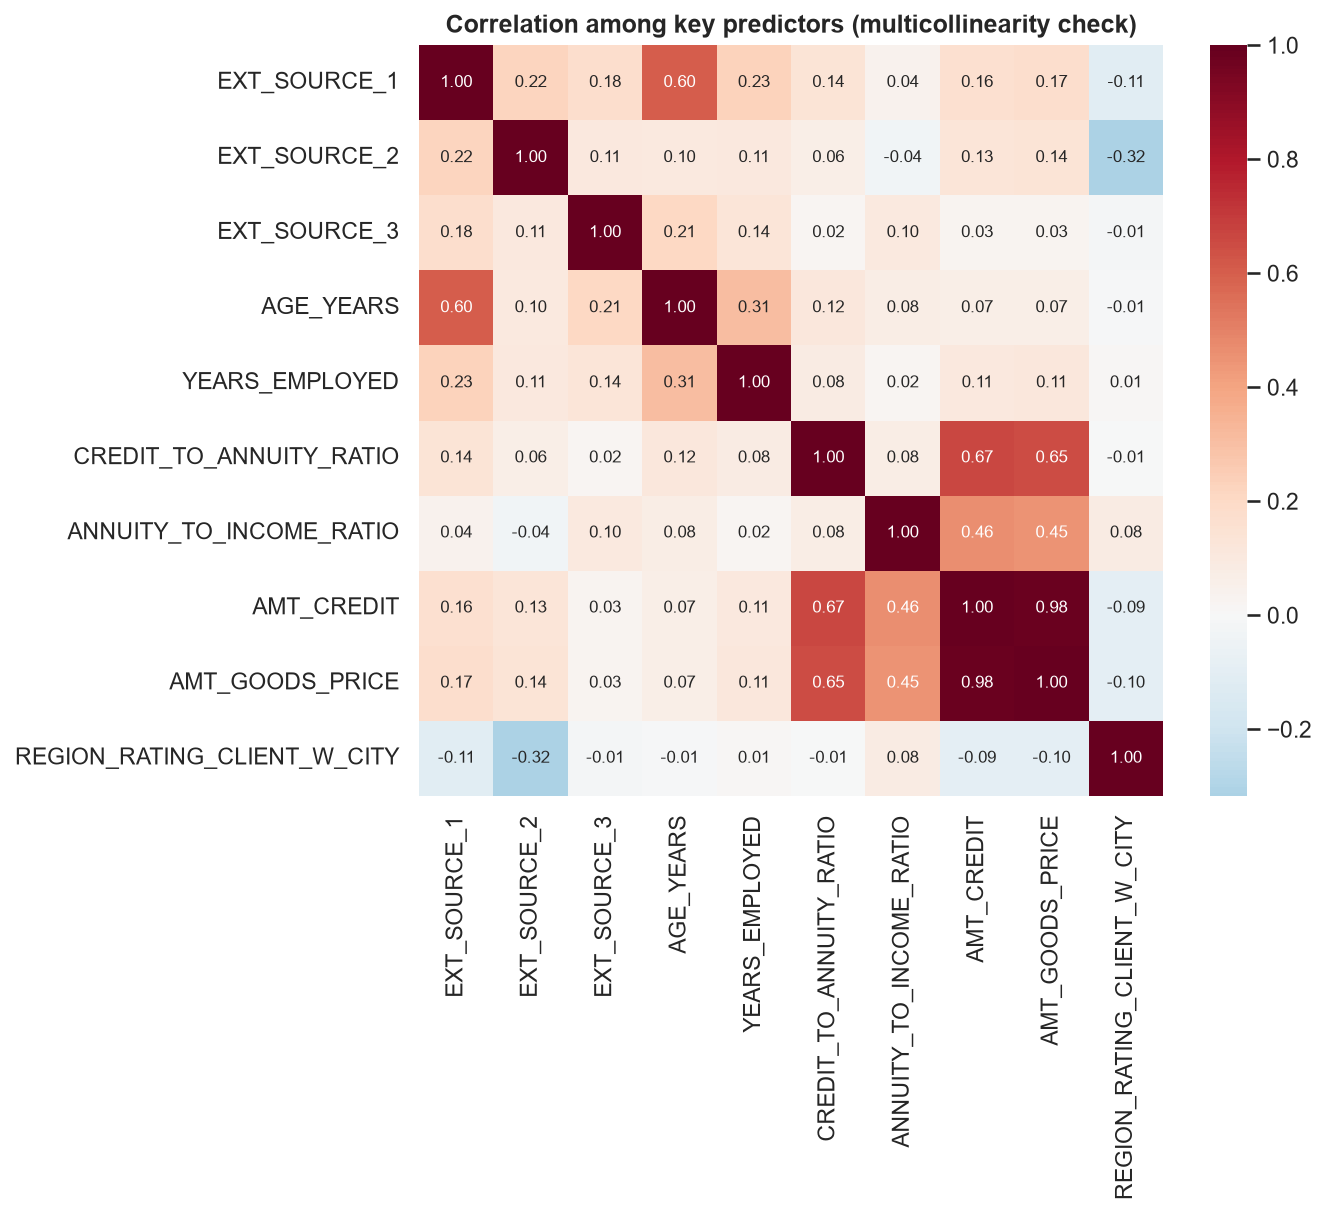 Correlation among key predictors (multicollinearity check)
EXT_SOURCE_1 1.00 0.22 0.18 0.60 0.23 0.14 0.04 0.16 0.17 -0.11
EXT_SOURCE_2 0.22 1.00 0.11 0.10 0.11 0.06 -0.04 0.13 0.14 -0.32
EXT_SOURCE_3 0.18 0.11 1.00 0.21 0.14 0.02 0.10 0.03 0.03 -0.01
AGE_YEARS 0.60 0.10 0.21 1.00 0.31 0.12 0.08 0.07 0.07 -0.01
YEARS_EMPLOYED 0.23 0.11 0.14 0.31 1.00 0.08 0.02 0.11 0.11 0.01
CREDIT_TO_ANNUITY_RATIO 0.14 0.06 0.02 0.12 0.08 1.00 0.08 0.67 0.65 -0.01
ANNUITY_TO_INCOME_RATIO 0.04 -0.04 0.10 0.08 0.02 0.08 1.00 0.46 0.45 0.08
AMT_CREDIT 0.16 0.13 0.03 0.07 0.11 0.67 0.46 1.00 0.98 -0.09
AMT_GOODS_PRICE 0.17 0.14 0.03 0.07 0.11 0.65 0.45 0.98 1.00 -0.10
REGION_RATING_CLIENT_W_CITY -0.11 -0.32 -0.01 -0.01 0.01 -0.01 0.08 -0.09 -0.10 1.00
EXT_SOURCE_1
EXT_SOURCE_2
EXT_SOURCE_3
AGE_YEARS
YEARS_EMPLOYED
CREDIT_TO_ANNUITY_RATIO
ANNUITY_TO_INCOME_RATIO
AMT_CREDIT
AMT_GOODS_PRICE
REGION_RATING_CLIENT_W_CITY
1.0
0.8
0.6
0.4
0.2
0.0
−0.2